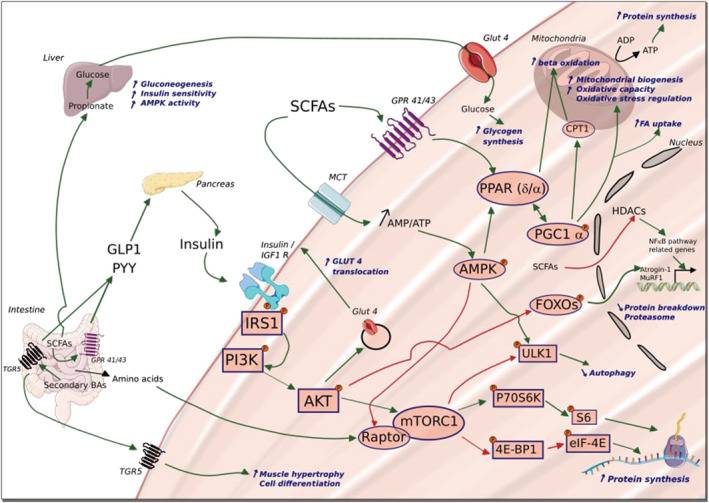 Liver
Glucose
Propionate
↗ Gluconeogenesis
↗ Insulin sensitivity
↗ AMPK activity
Pancreas
GLP1
PYY
Insulin
Intestine
SCFAs
GPR 41/43
TGR5
Secondary BAs
Amino acids
TGR5
↗ Muscle hypertrophy
Cell differentiation
SCFAs
GPR 41/43
MCT
AMP/ATP
Glut 4
Glucose
↗ Glycogen
synthesis
Mitochondria
↗ beta oxidation
↗ Mitochondrial biogenesis
↗ Oxidative capacity
Oxidative stress regulation
ADP
ATP
↗ Protein synthesis
CPT1
↗ FA uptake
Nucleus
PPAR (δ/α)
PGC1 α
P
HDACs
NFκB pathway
related genes
SCFAs
Atrogin-1
MuRF1
↘ Protein breakdown
Proteasome
AMPK
P
FOXOs
P
ULK1
P
↘ Autophagy
Insulin /
IGF1 R
↗ GLUT 4
translocation
Glut 4
P
P
IRS1
PI3K
P
AKT
P
mTORC1
Raptor
P
P70S6K
P
S6
P
4E-BP1
P
eIF-4E
P
↗ Protein synthesis